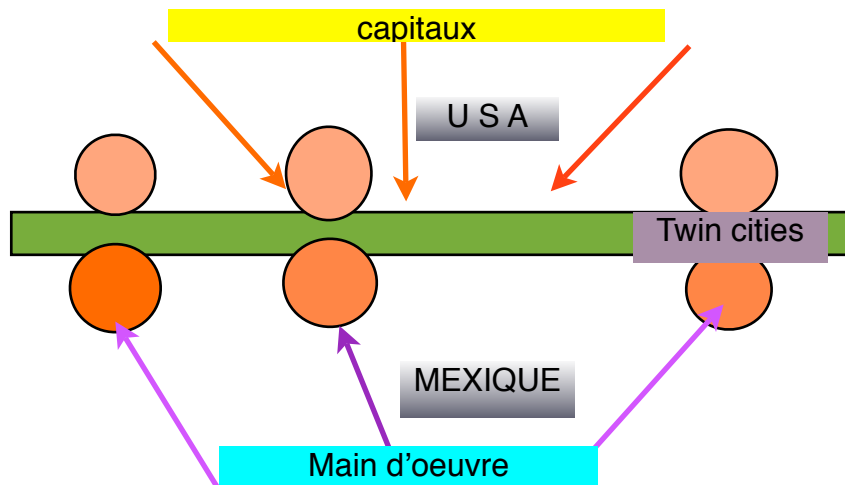 capitaux
U S A
Twin cities
MEXIQUE
Main d'oeuvre